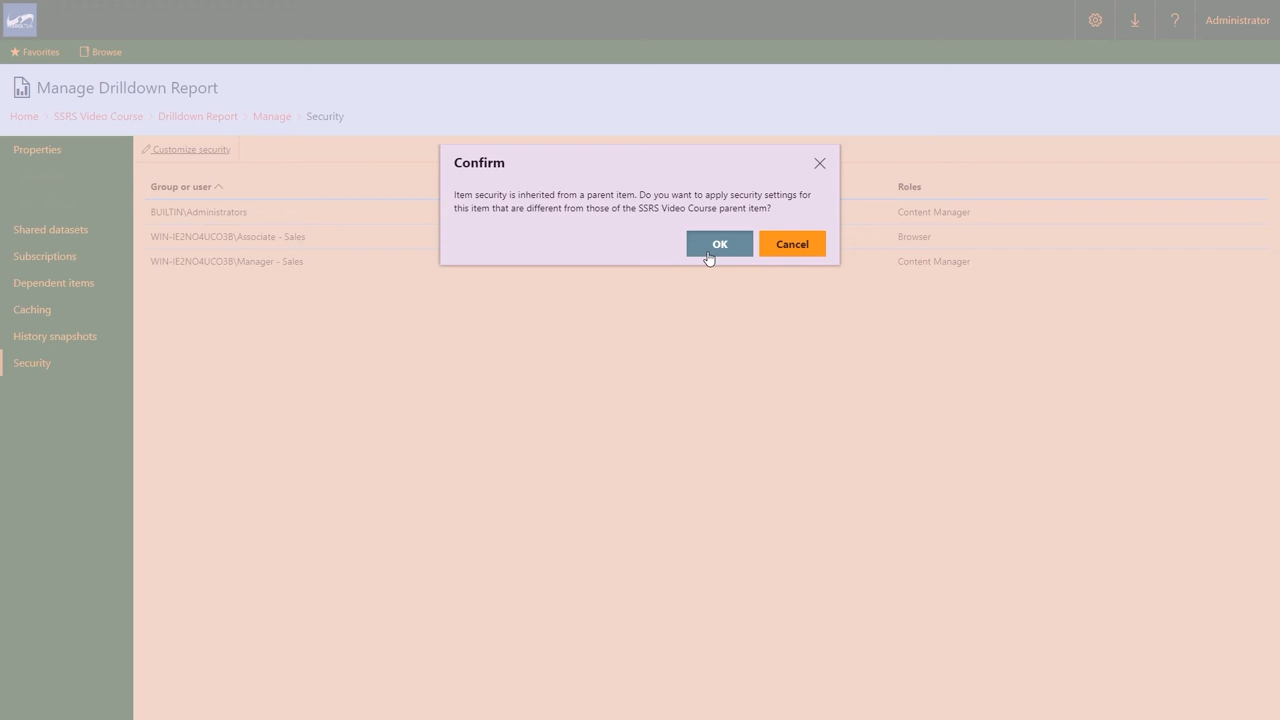 Administrator
Favorites Browse
Manage Drilldown Report
Home SSRS Video Course Drilldown Report Manage Security
Properties
Shared datasets
Subscriptions
Dependent items
Caching
History snapshots
Security
Customize security
Group or user Roles
BUILTIN\Administrators Content Manager
WIN-IE2NO4UCO3B\Associate - Sales Browser
WIN-IE2NO4UCO3B\Manager - Sales Content Manager
Confirm
Item security is inherited from a parent item. Do you want to apply security settings for
this item that are different from those of the SSRS Video Course parent item?
OK Cancel